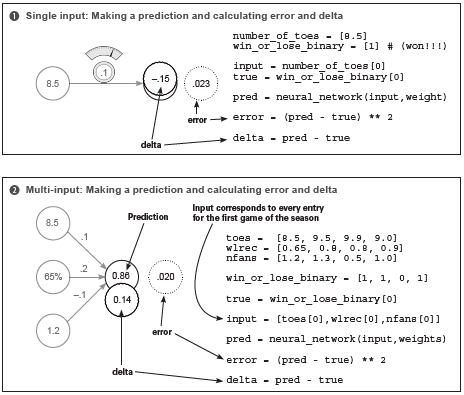 1 Single input: Making a prediction and calculating error and delta
number_of_toes = [8.5]
win_or_lose_binary = [1] # (won!!!)
input = number_of_toes[0]
true = win_or_lose_binary[0]
pred = neural_network(input,weight)
error = (pred - true) ** 2
delta = pred - true
.1
8.5
-.15
.023
error
delta
2 Multi-input: Making a prediction and calculating error and delta
8.5
65%
1.2
.1
.2
-.1
Prediction
0.86
0.14
.020
error
delta
Input corresponds to every entry
for the first game of the season
toes = [8.5, 9.5, 9.9, 9.0]
wlrec = [0.65, 0.8, 0.8, 0.9]
nfans = [1.2, 1.3, 0.5, 1.0]
win_or_lose_binary = [1, 1, 0, 1]
true = win_or_lose_binary[0]
input = [toes[0],wlrec[0],nfans[0]]
pred = neural_network(input,weights)
error = (pred - true) ** 2
delta = pred - true